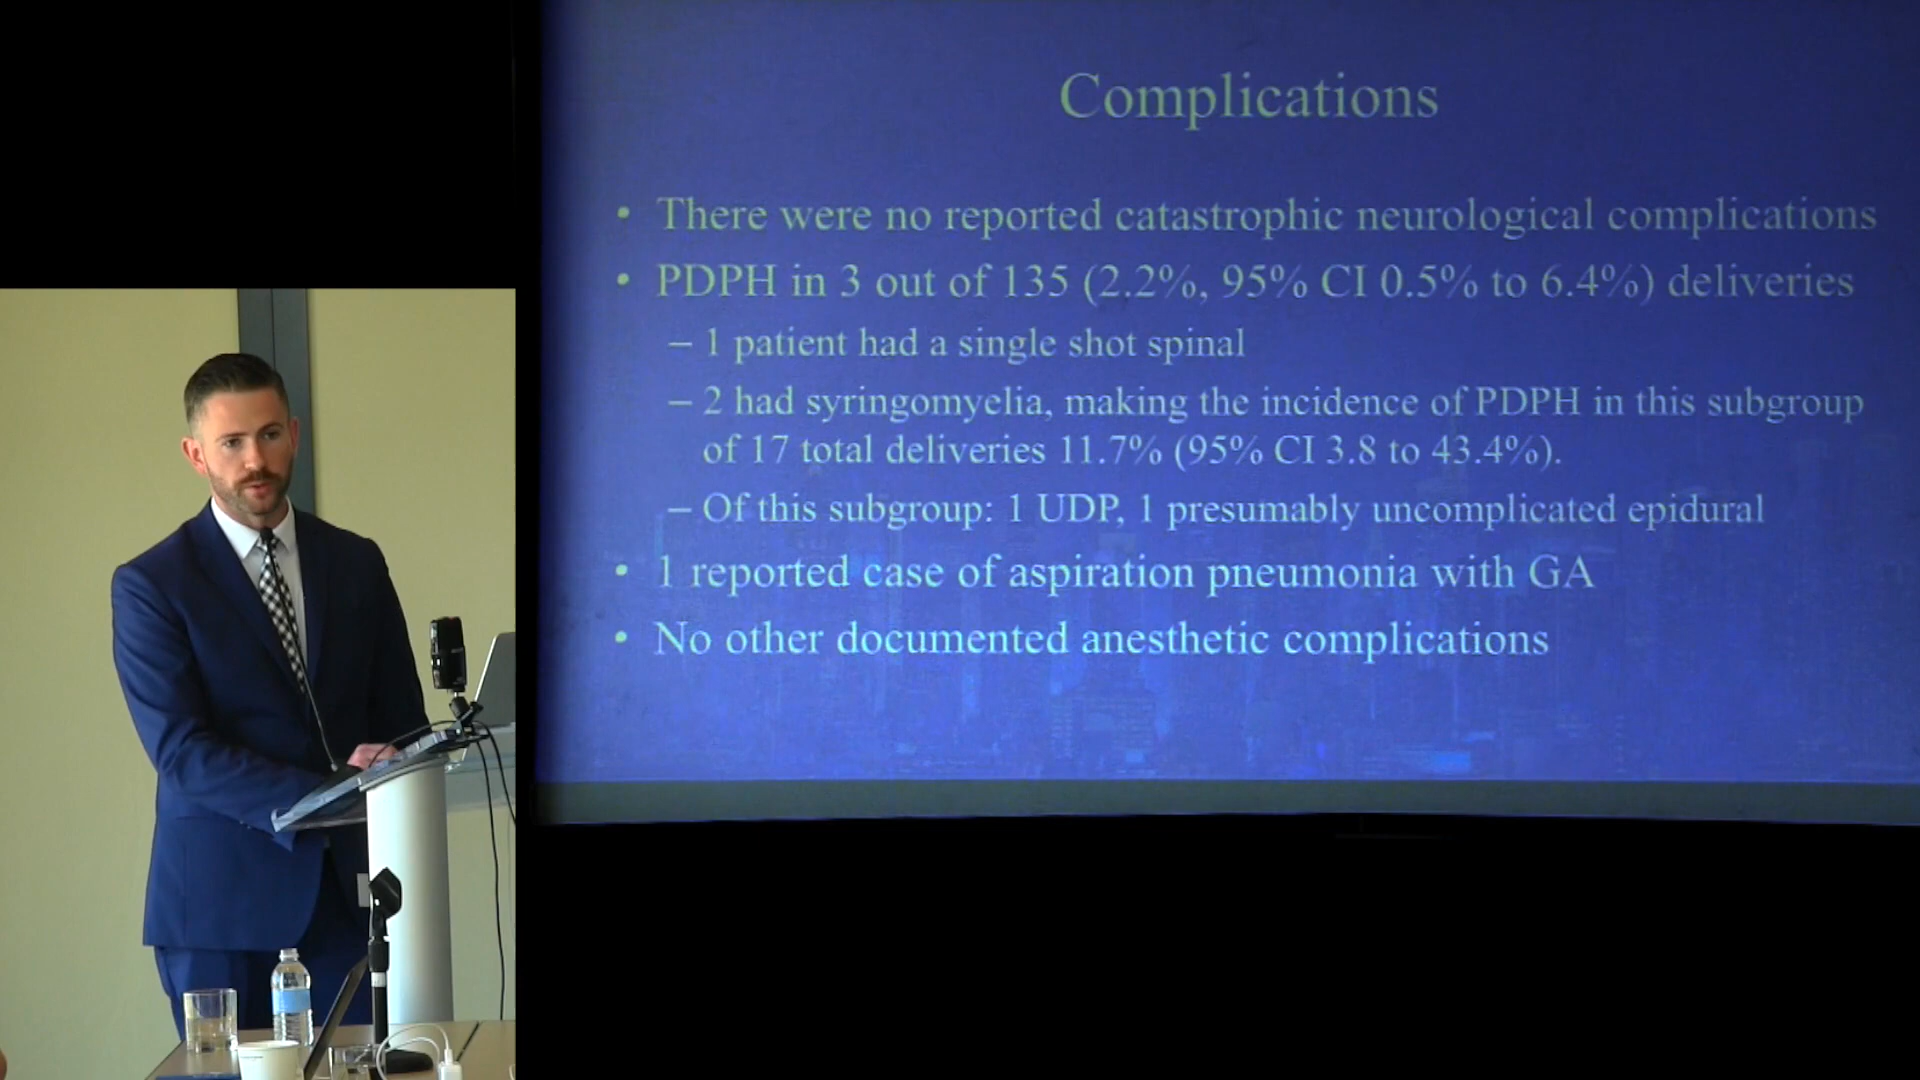 Complications
• There were no reported catastrophic neurological complications
• PDPH in 3 out of 135 (2.2%, 95% CI 0.5% to 6.4%) deliveries
– 1 patient had a single shot spinal
– 2 had syringomyelia, making the incidence of PDPH in this subgroup
of 17 total deliveries 11.7% (95% CI 3.8 to 43.4%).
– Of this subgroup: 1 UDP, 1 presumably uncomplicated epidural
• 1 reported case of aspiration pneumonia with GA
• No other documented anesthetic complications